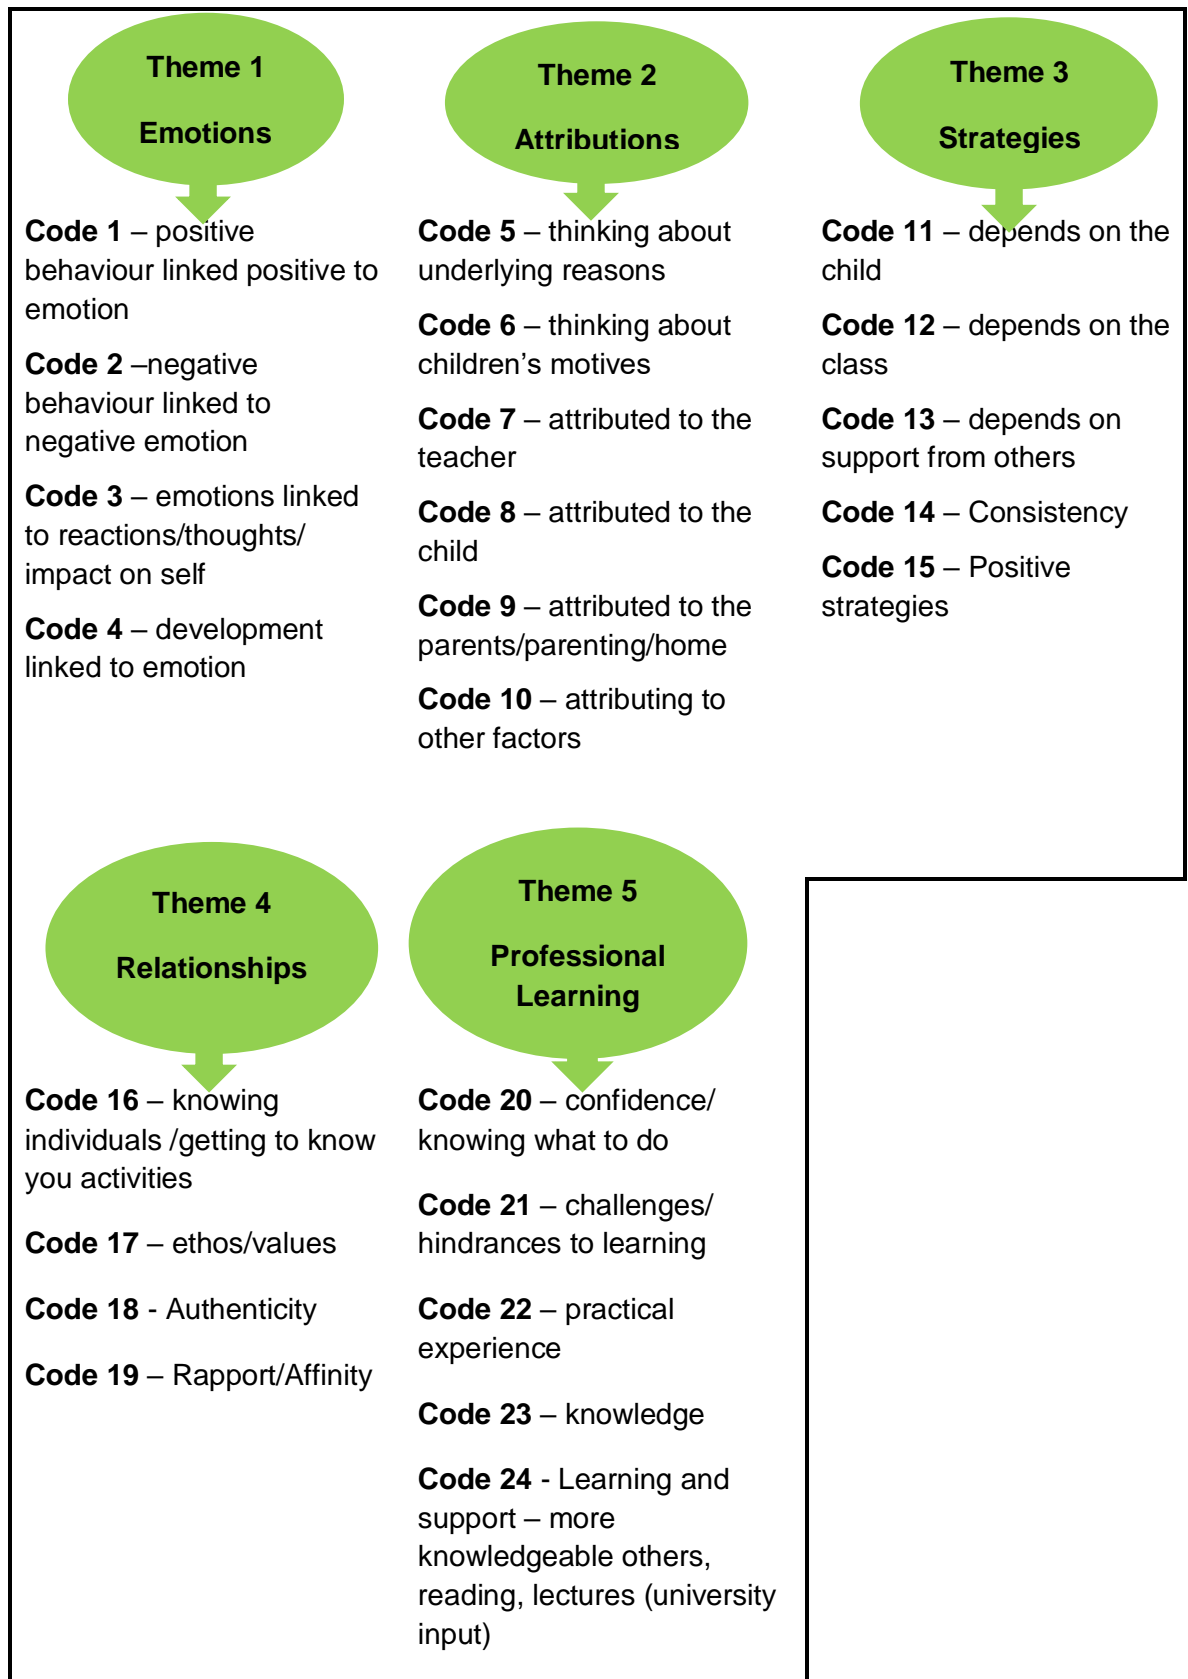 Theme 1
Emotions
Code 1 – positive
behaviour linked positive to
emotion
Code 2 –negative
behaviour linked to
negative emotion
Code 3 – emotions linked
to reactions/thoughts/
impact on self
Code 4 – development
linked to emotion
Theme 2
Attributions
Code 5 – thinking about
underlying reasons
Code 6 – thinking about
children’s motives
Code 7 – attributed to the
teacher
Code 8 – attributed to the
child
Code 9 – attributed to the
parents/parenting/home
Code 10 – attributing to
other factors
Theme 3
Strategies
Code 11 – depends on the
child
Code 12 – depends on the
class
Code 13 – depends on
support from others
Code 14 – Consistency
Code 15 – Positive
strategies
Theme 4
Relationships
Code 16 – knowing
individuals /getting to know
you activities
Code 17 – ethos/values
Code 18 - Authenticity
Code 19 – Rapport/Affinity
Theme 5
Professional
Learning
Code 20 – confidence/
knowing what to do
Code 21 – challenges/
hindrances to learning
Code 22 – practical
experience
Code 23 – knowledge
Code 24 - Learning and
support – more
knowledgeable others,
reading, lectures (university
input)